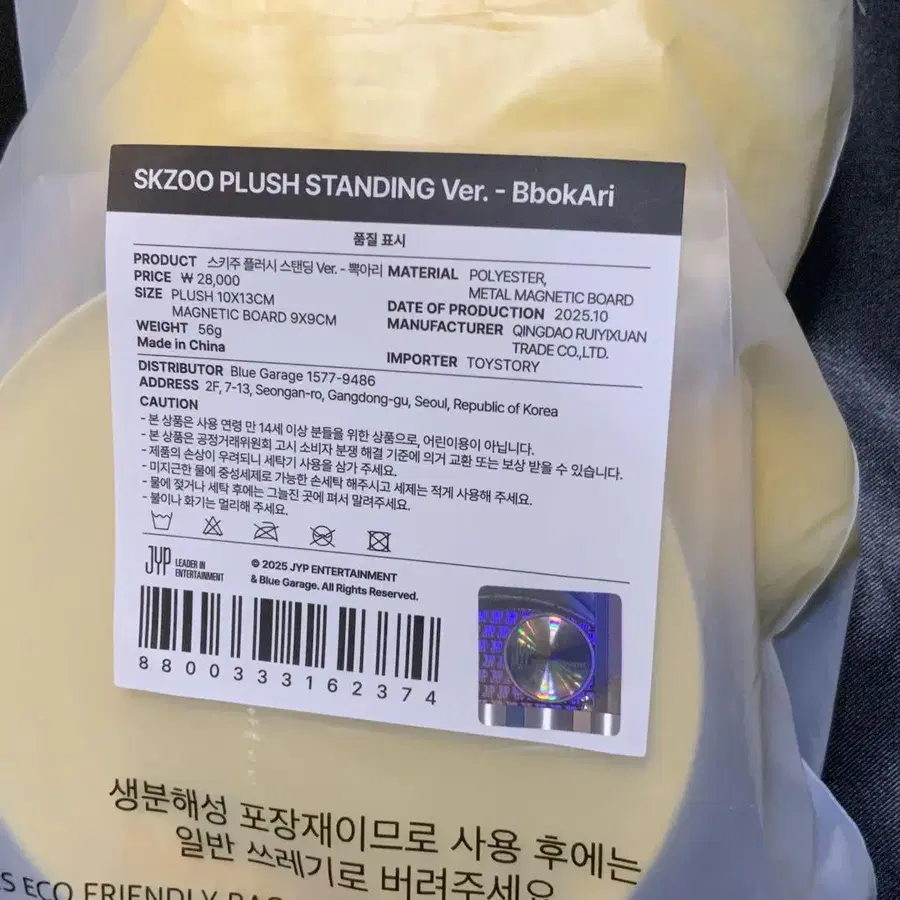 SKZOO PLUSH STANDING Ver. - BbokAri
품질 표시
PRODUCT 스키주 플러시 스탠딩 Ver. - 뽁아리
PRICE ₩ 28,000
SIZE PLUSH 10X13CM
MAGNETIC BOARD 9X9CM
WEIGHT 56g
Made in China
MATERIAL POLYESTER,
METAL MAGNETIC BOARD
DATE OF PRODUCTION 2025.10
MANUFACTURER QINGDAO RUIYIXUAN
TRADE CO.,LTD.
IMPORTER TOYSTORY
DISTRIBUTOR Blue Garage 1577-9486
ADDRESS 2F, 7-13, Seongan-ro, Gangdong-gu, Seoul, Republic of Korea
CAUTION
- 본 상품은 사용 연령 만 14세 이상 분들을 위한 상품으로, 어린이용이 아닙니다.
- 본 상품은 공정거래위원회 고시 소비자 분쟁 해결 기준에 의거 교환 또는 보상 받을 수 있습니다.
- 제품의 손상이 우려되니 세탁기 사용을 삼가 주세요.
- 미지근한 물에 중성세제로 가능한 손세탁 해주시고 세제는 적게 사용해 주세요.
- 물에 젖거나 세탁 후에는 그늘진 곳에 펴서 말려주세요.
- 불이나 화기는 멀리해 주세요.
JYP LEADER IN
ENTERTAINMENT
© 2025 JYP ENTERTAINMENT
& Blue Garage. All Rights Reserved.
8800333162374
JYP
생분해성 포장재이므로 사용 후에는
일반 쓰레기로 버려주세요
S ECO FRIENDLY